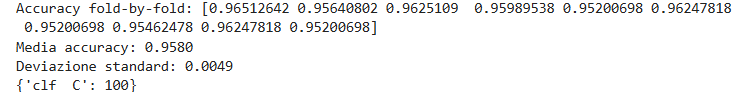 Accuracy fold-by-fold: [0.96512642 0.95640802 0.9625109  0.95989538 0.95200698 0.96247818
 0.95200698 0.95462478 0.96247818 0.95200698]
Media accuracy: 0.9580
Deviazione standard: 0.0049
{'clf  C': 100}